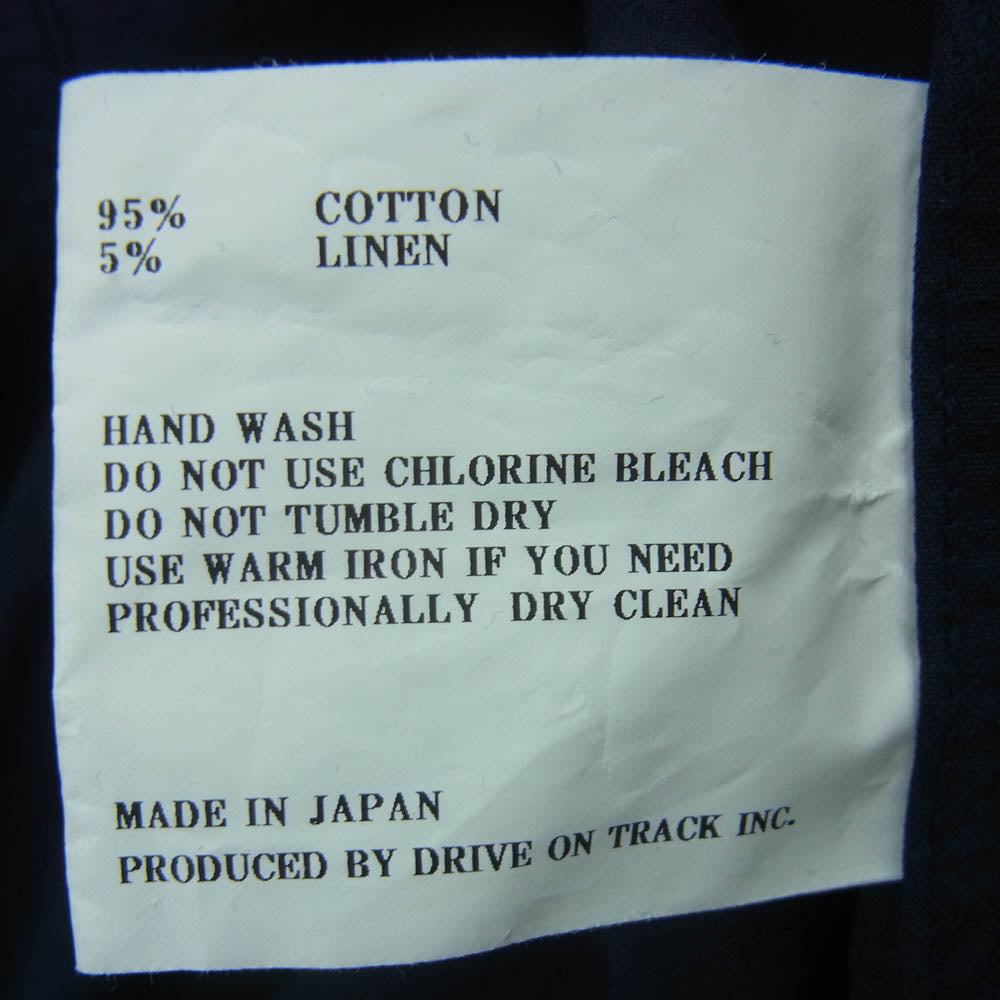 95% COTTON
5% LINEN
HAND WASH
DO NOT USE CHLORINE BLEACH
DO NOT TUMBLE DRY
USE WARM IRON IF YOU NEED
PROFESSIONALLY DRY CLEAN
MADE IN JAPAN
PRODUCED BY DRIVE ON TRACK INC.